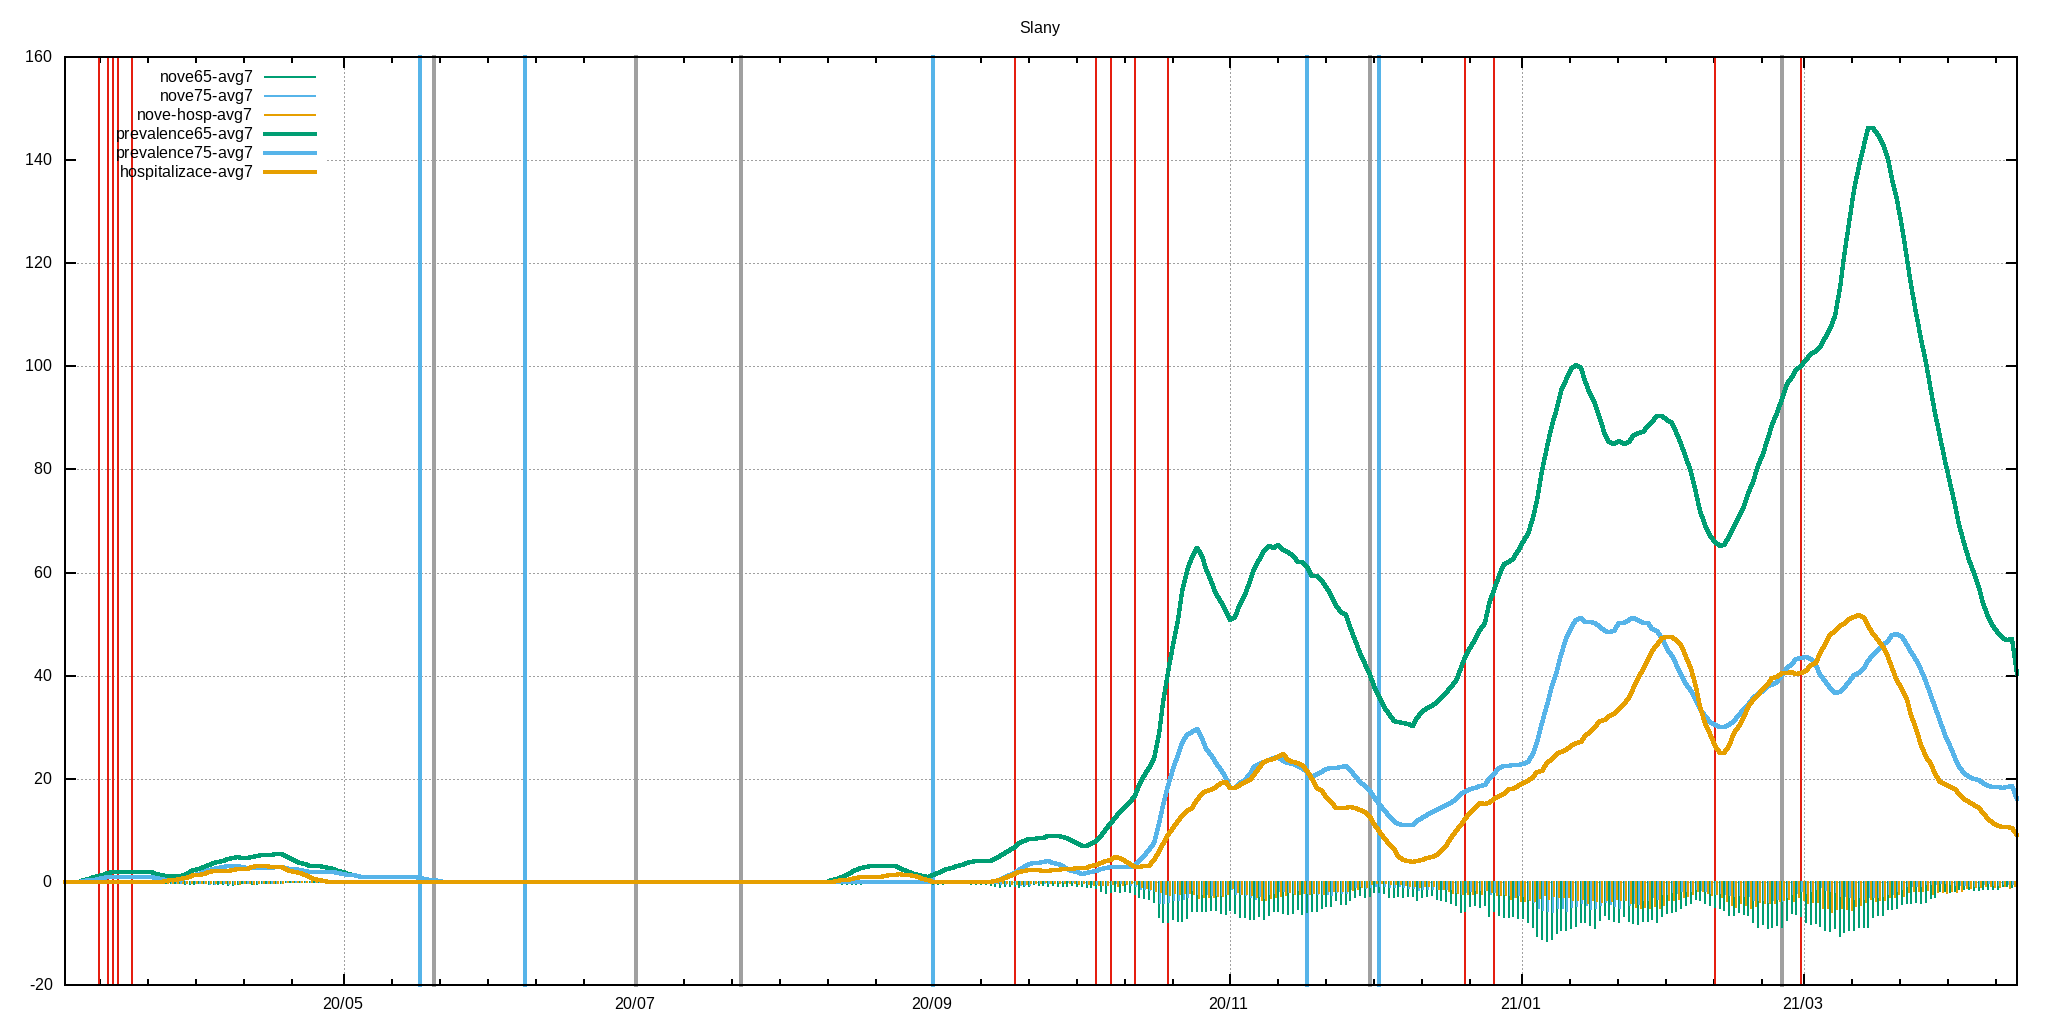 Slany
160
140
120
100
80
60
40
20
0
-20
nove65-avg7
nove75-avg7
nove-hosp-avg7
prevalence65-avg7
prevalence75-avg7
hospitalizace-avg7
20/05
20/07
20/09
20/11
21/01
21/03